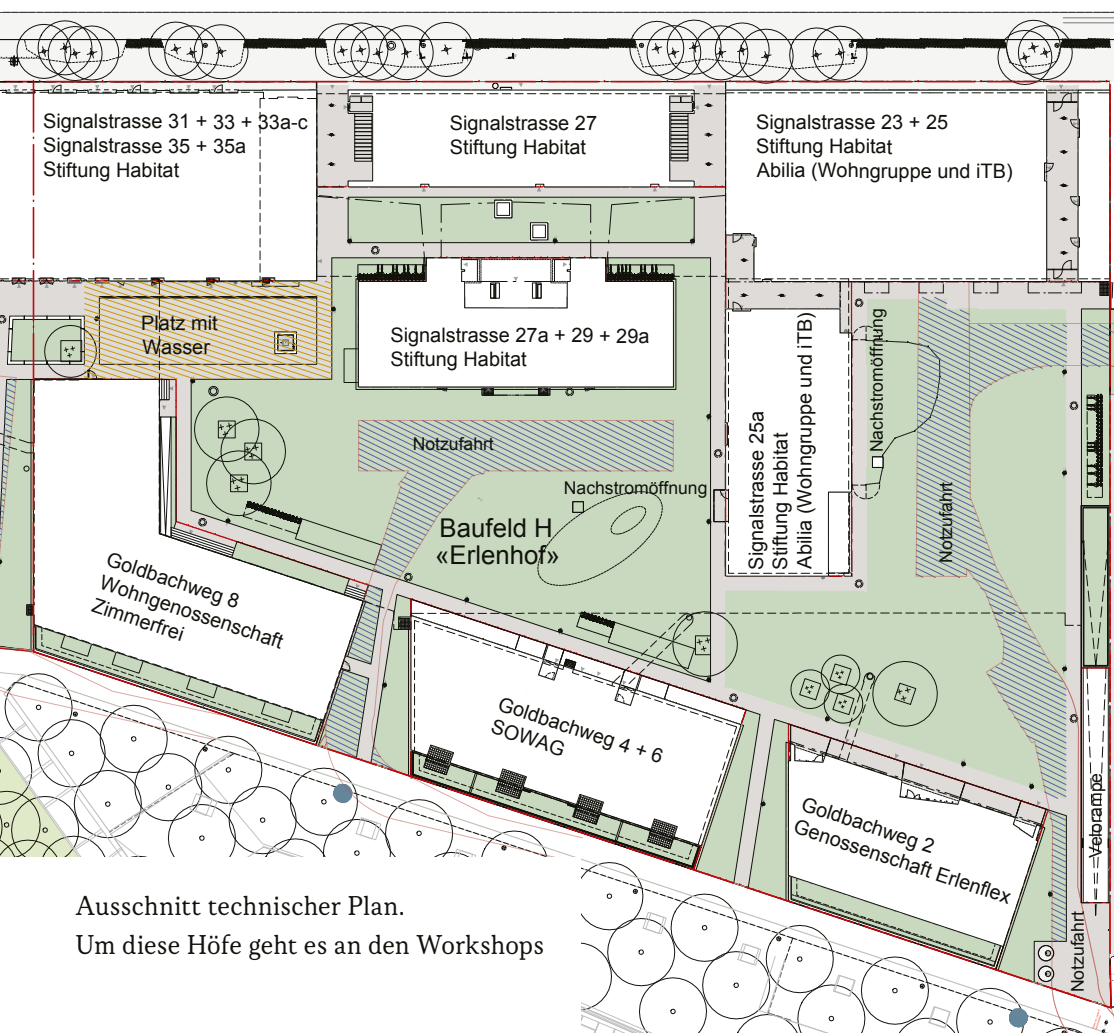 Signalstrasse 31 + 33 + 33a-c
Signalstrasse 35 + 35a
Stiftung Habitat
Signalstrasse 27
Stiftung Habitat
Signalstrasse 23 + 25
Stiftung Habitat
Abilia (Wohngruppe und iTB)
Platz mit
Wasser
Signalstrasse 27a + 29 + 29a
Stiftung Habitat
Signalstrasse 25a
Stiftung Habitat
Abilia (Wohngruppe und iTB)
Nachstromöffnung
Notzufahrt
Notzufahrt
Nachstromöffnung
Baufeld H
«Erlenhof»
Goldbachweg 8
Wohngenossenschaft
Zimmerfrei
Goldbachweg 4 + 6
SOWAG
Goldbachweg 2
Genossenschaft Erlenflex
Velorampe
Notzufahrt
Ausschnitt technischer Plan.
Um diese Höfe geht es an den Workshops